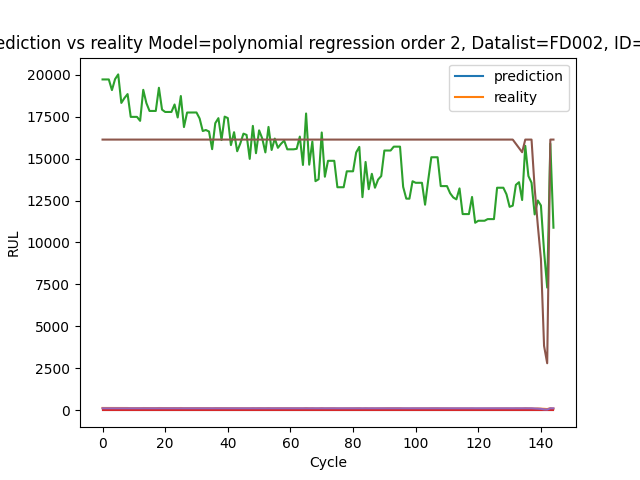 ediction vs reality Model=polynomial regression order 2, Datalist=FD002, ID=
prediction
reality
20000
17500
15000
12500
10000
7500
5000
2500
0
RUL
0 20 40 60 80 100 120 140
Cycle